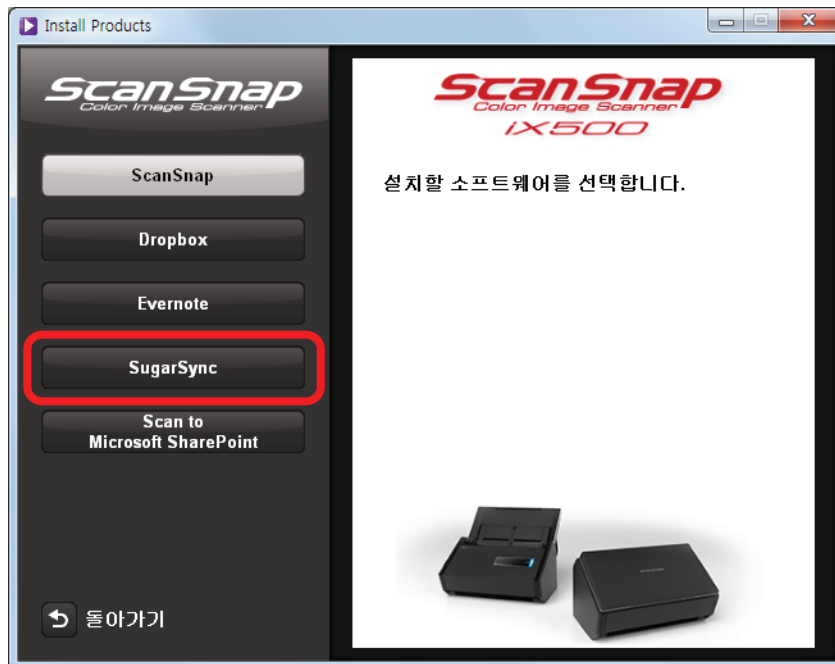 Install Products
ScanSnap
Color Image Scanner
ScanSnap
Dropbox
Evernote
SugarSync
Scan to
Microsoft SharePoint
돌아가기
ScanSnap
Color Image Scanner
iX500
설치할 소프트웨어를 선택합니다.